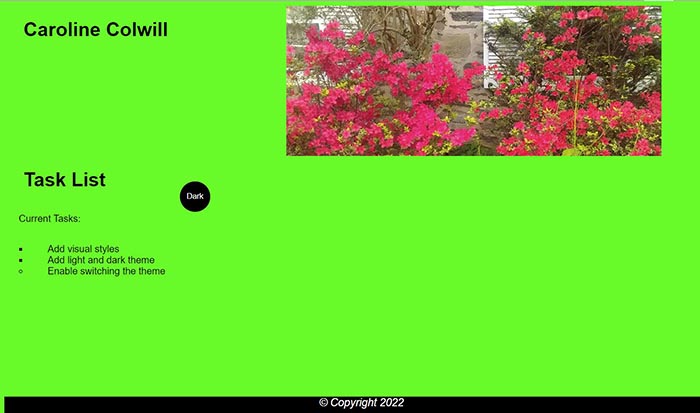 Caroline Colwill
Task List
Dark
Current Tasks:
Add visual styles
Add light and dark theme
Enable switching the theme
© Copyright 2022